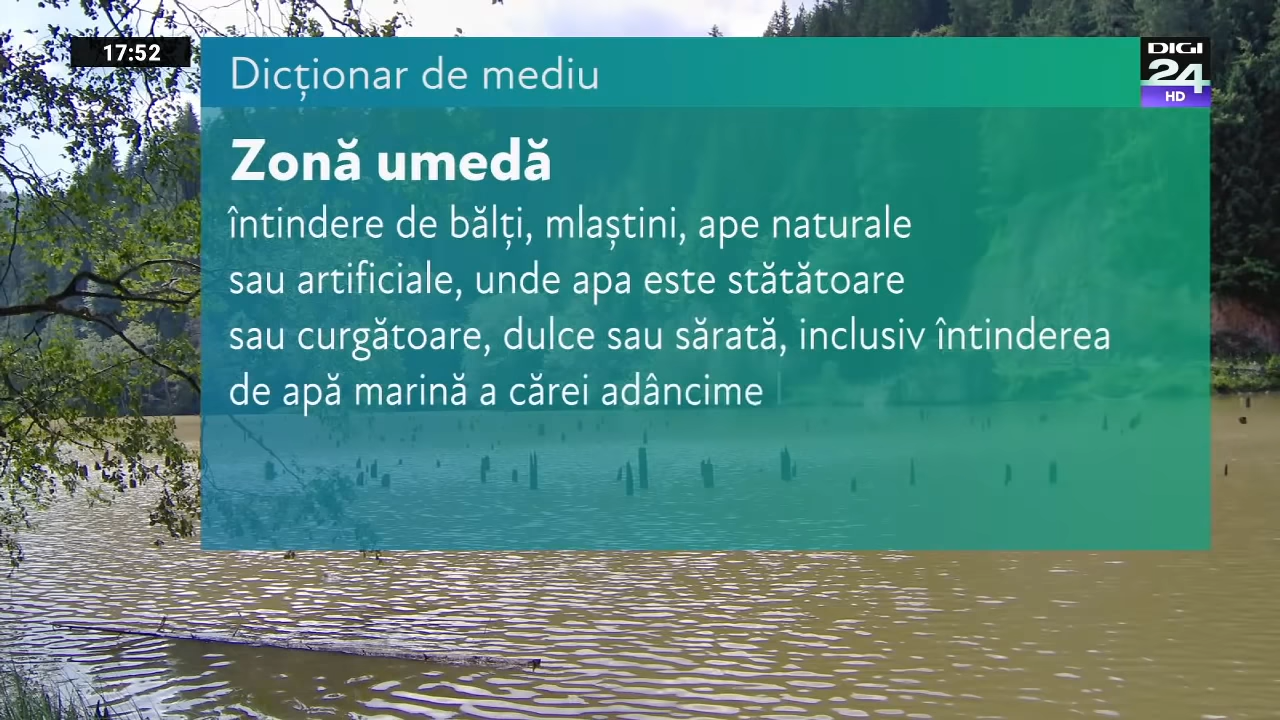 17:52
Dicționar de mediu
DIGI
24
HD
Zonă umedă
întindere de bălți, mlaștini, ape naturale
sau artificiale, unde apa este stătătoare
sau curgătoare, dulce sau sărată, inclusiv întinderea
de apă marină a cărei adâncime